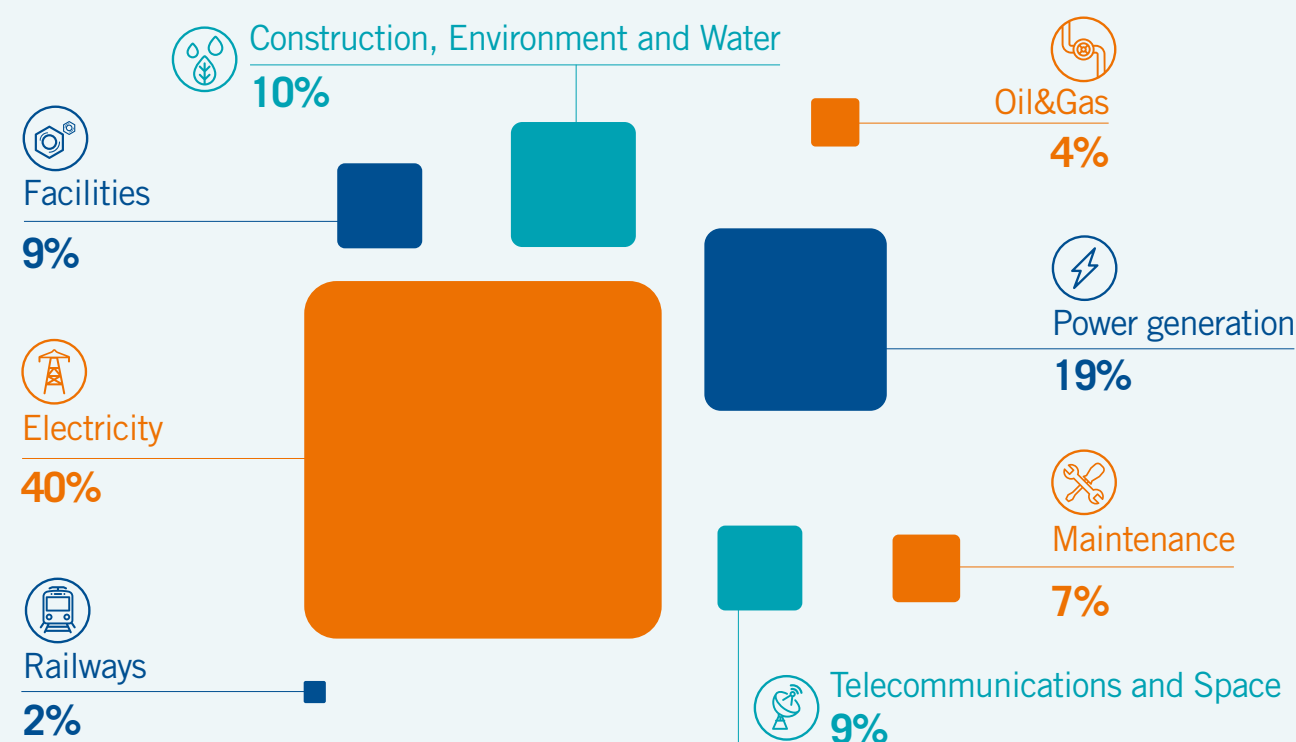 Construction, Environment and Water
10%
Oil&Gas
4%
Facilities
9%
Power generation
19%
Electricity
40%
Maintenance
7%
Railways
2%
Telecommunications and Space
9%